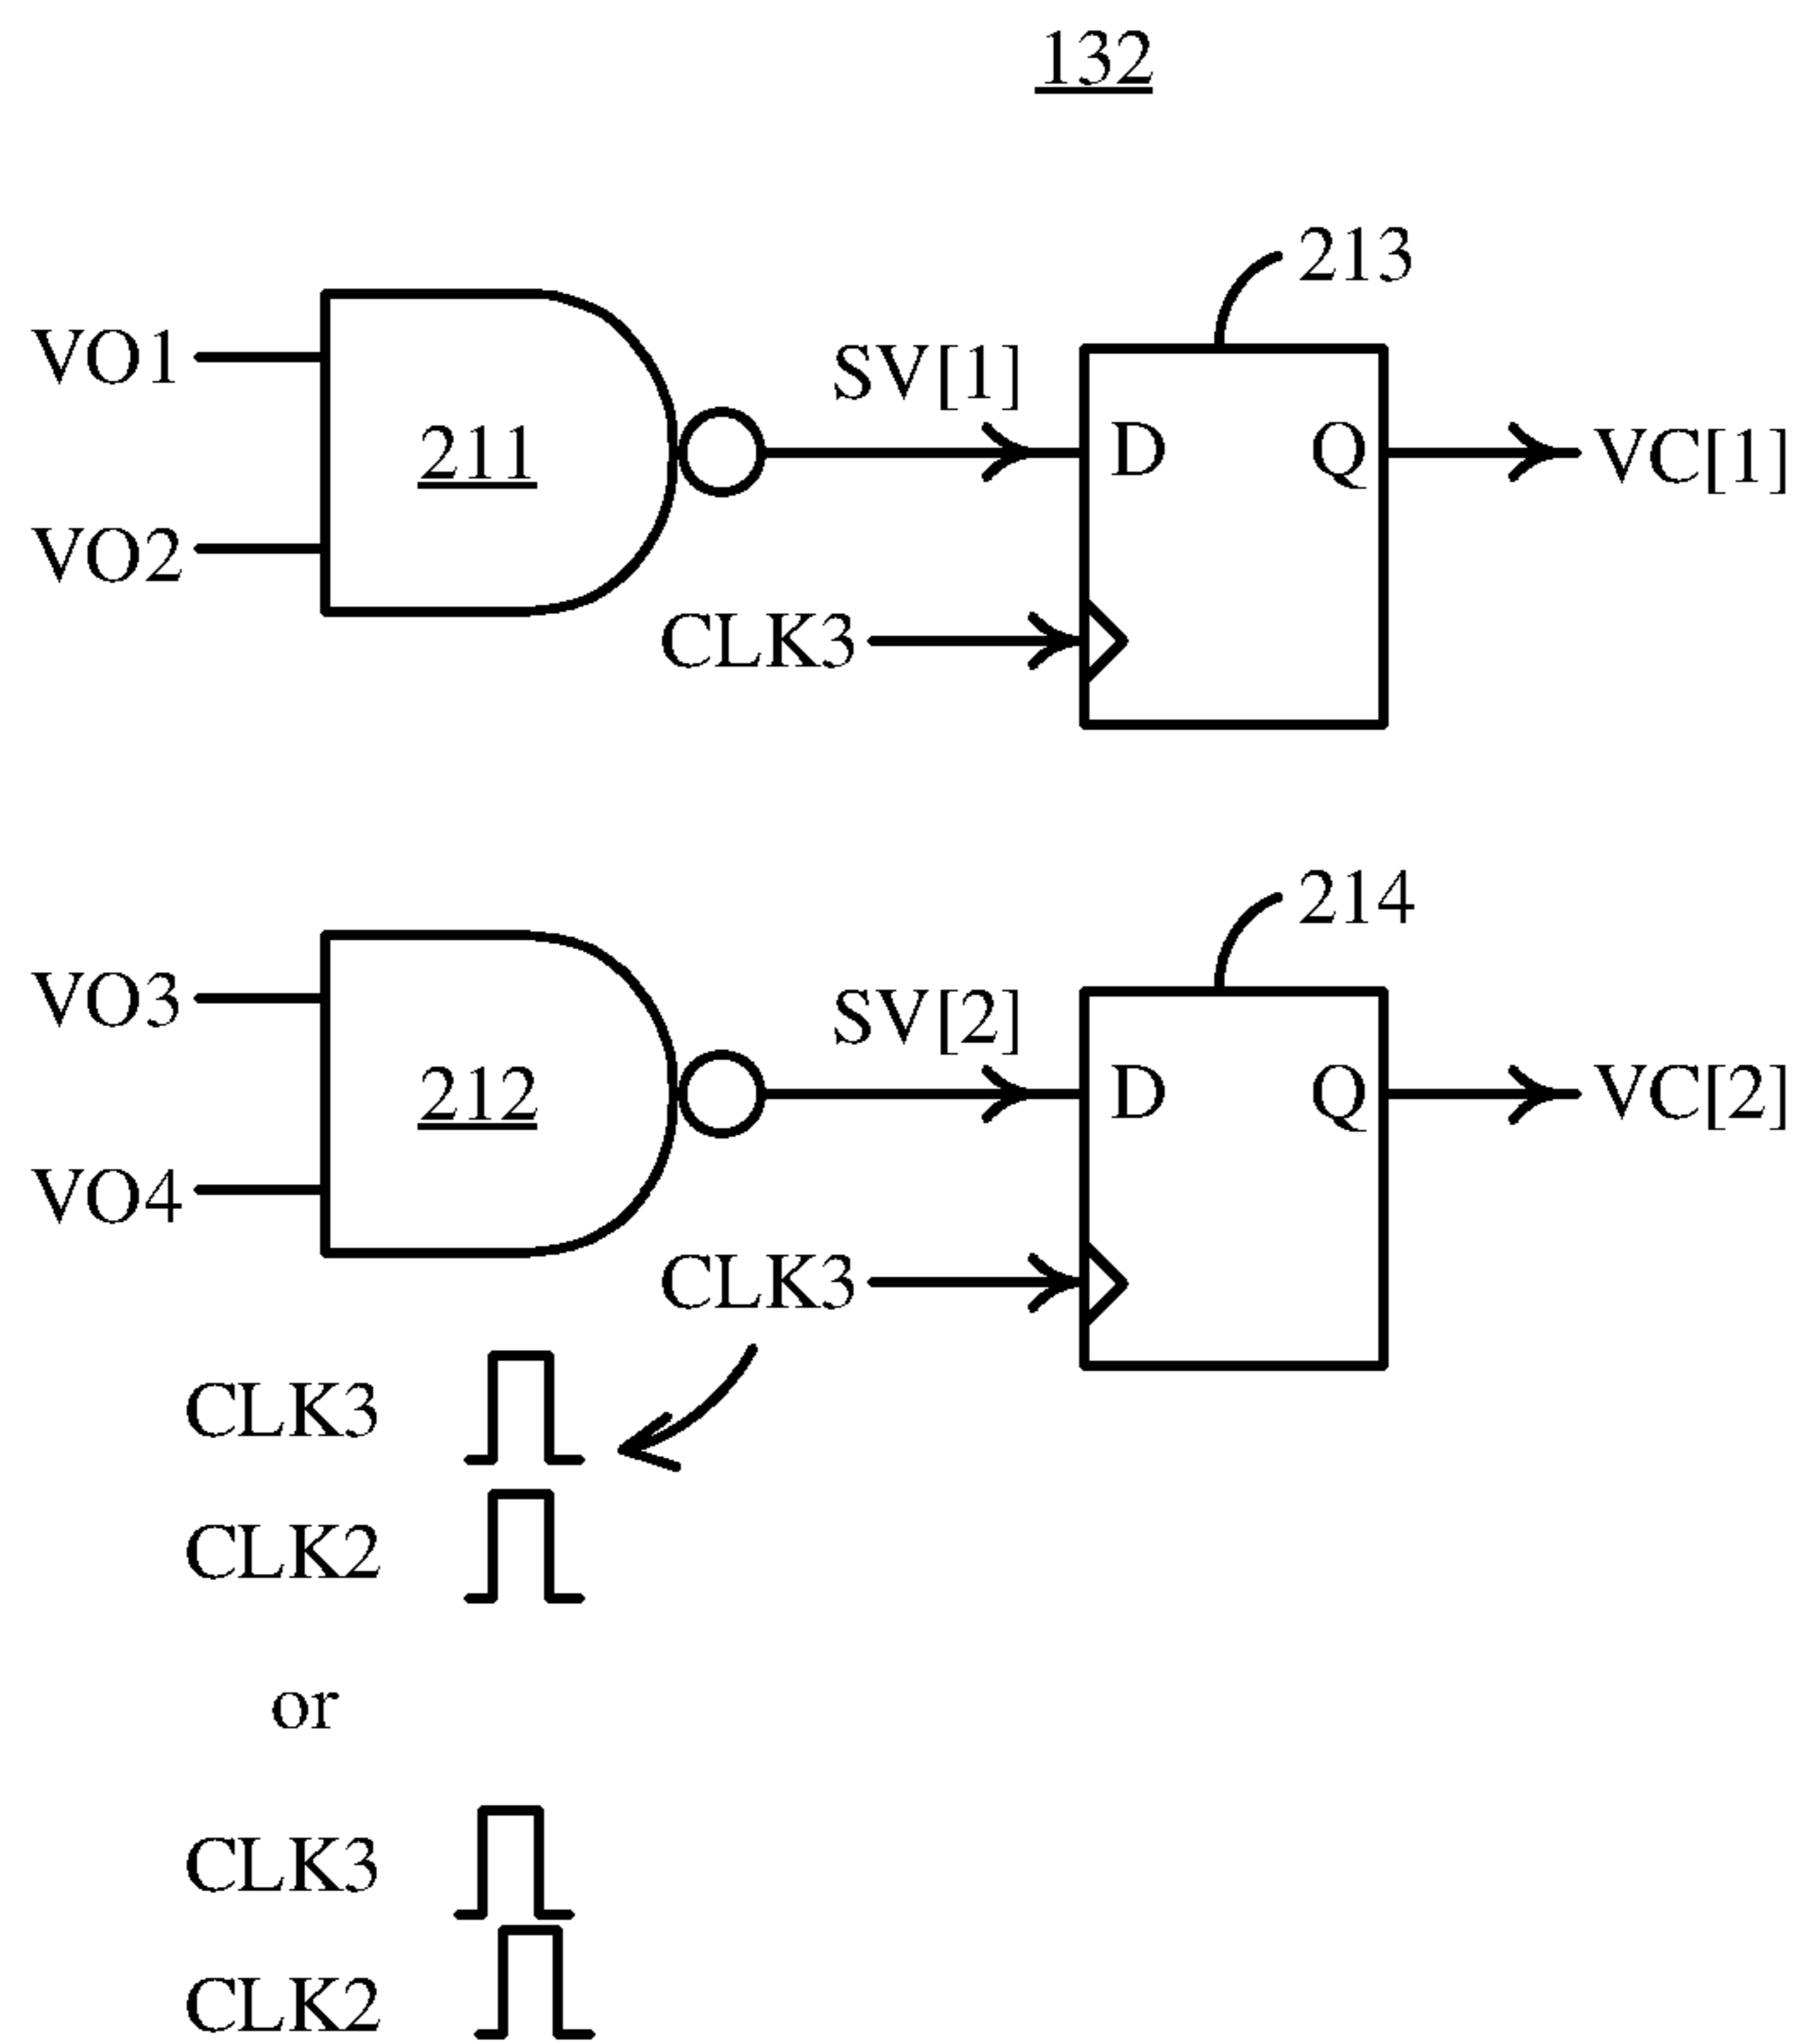 132
213
VO1
SV[1]
211
D
Q
VC[1]
VO2
CLK3
214
VO3
SV[2]
212
D
Q
VC[2]
VO4
CLK3
CLK3
CLK2
or
CLK3
CLK2